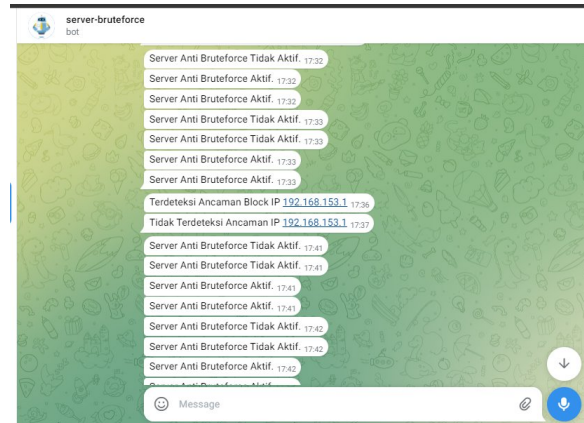 server-bruteforce
bot
Server Anti Bruteforce Tidak Aktif. 17:32
Server Anti Bruteforce Aktif. 17:32
Server Anti Bruteforce Aktif. 17:32
Server Anti Bruteforce Tidak Aktif. 17:33
Server Anti Bruteforce Tidak Aktif. 17:33
Server Anti Bruteforce Aktif. 17:33
Server Anti Bruteforce Aktif. 17:33
Terdeteksi Ancaman Block IP 192.168.153.1 17:36
Tidak Terdeteksi Ancaman IP 192.168.153.1 17:37
Server Anti Bruteforce Tidak Aktif. 17:41
Server Anti Bruteforce Tidak Aktif. 17:41
Server Anti Bruteforce Aktif. 17:41
Server Anti Bruteforce Aktif. 17:41
Server Anti Bruteforce Tidak Aktif. 17:42
Server Anti Bruteforce Tidak Aktif. 17:42
Server Anti Bruteforce Aktif. 17:42
Message